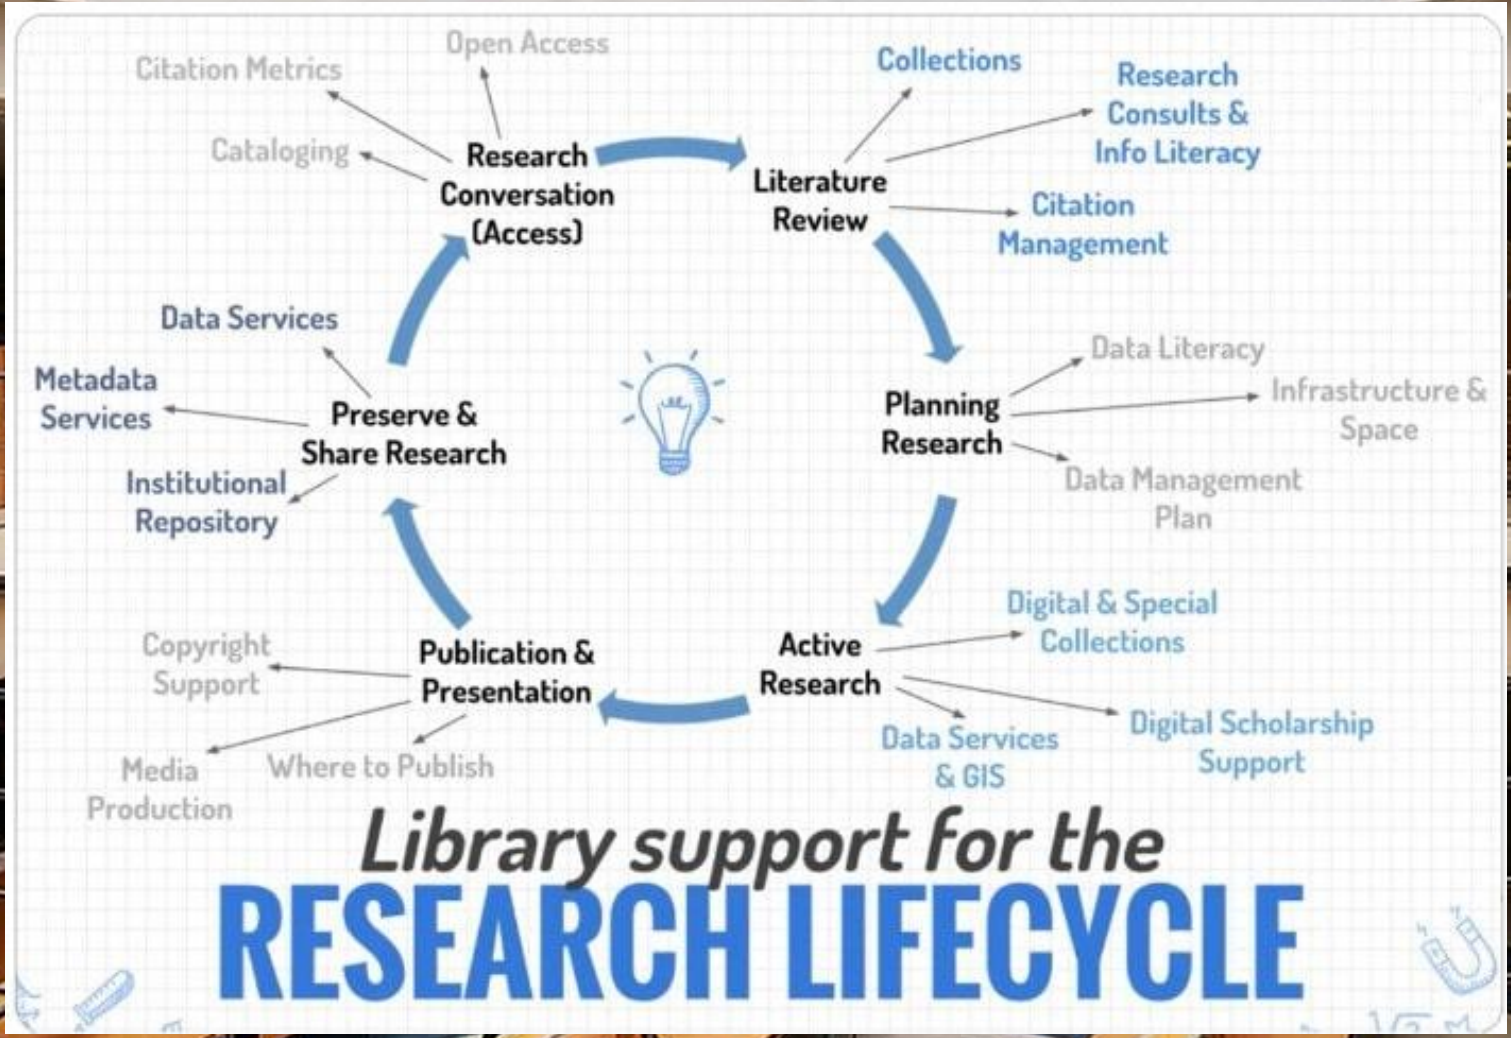 Open Access
Citation Metrics
Cataloging
Research
Conversation
(Access)
Collections
Research
Consults &
Info Literacy
Literature
Review
Citation
Management
Data Services
Metadata
Services
Preserve &
Share Research
Institutional
Repository
Planning
Research
Data Literacy
Infrastructure &
Space
Data Management
Plan
Copyright
Support
Publication &
Presentation
Media
Production
Where to Publish
Active
Research
Digital & Special
Collections
Digital Scholarship
Support
Data Services
& GIS
Library support for the
RESEARCH LIFECYCLE